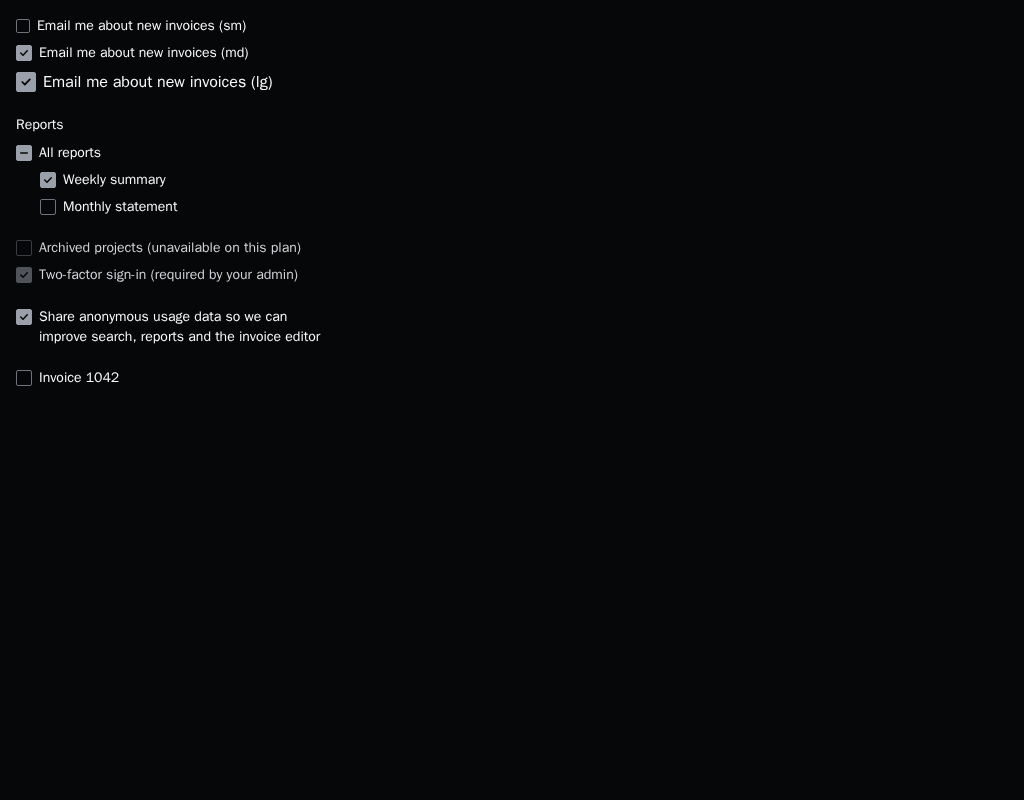 Email me about new invoices (sm)
Email me about new invoices (md)
Email me about new invoices (lg)
Reports
All reports
Weekly summary
Monthly statement
Archived projects (unavailable on this plan)
Two-factor sign-in (required by your admin)
Share anonymous usage data so we can
improve search, reports and the invoice editor
Invoice 1042